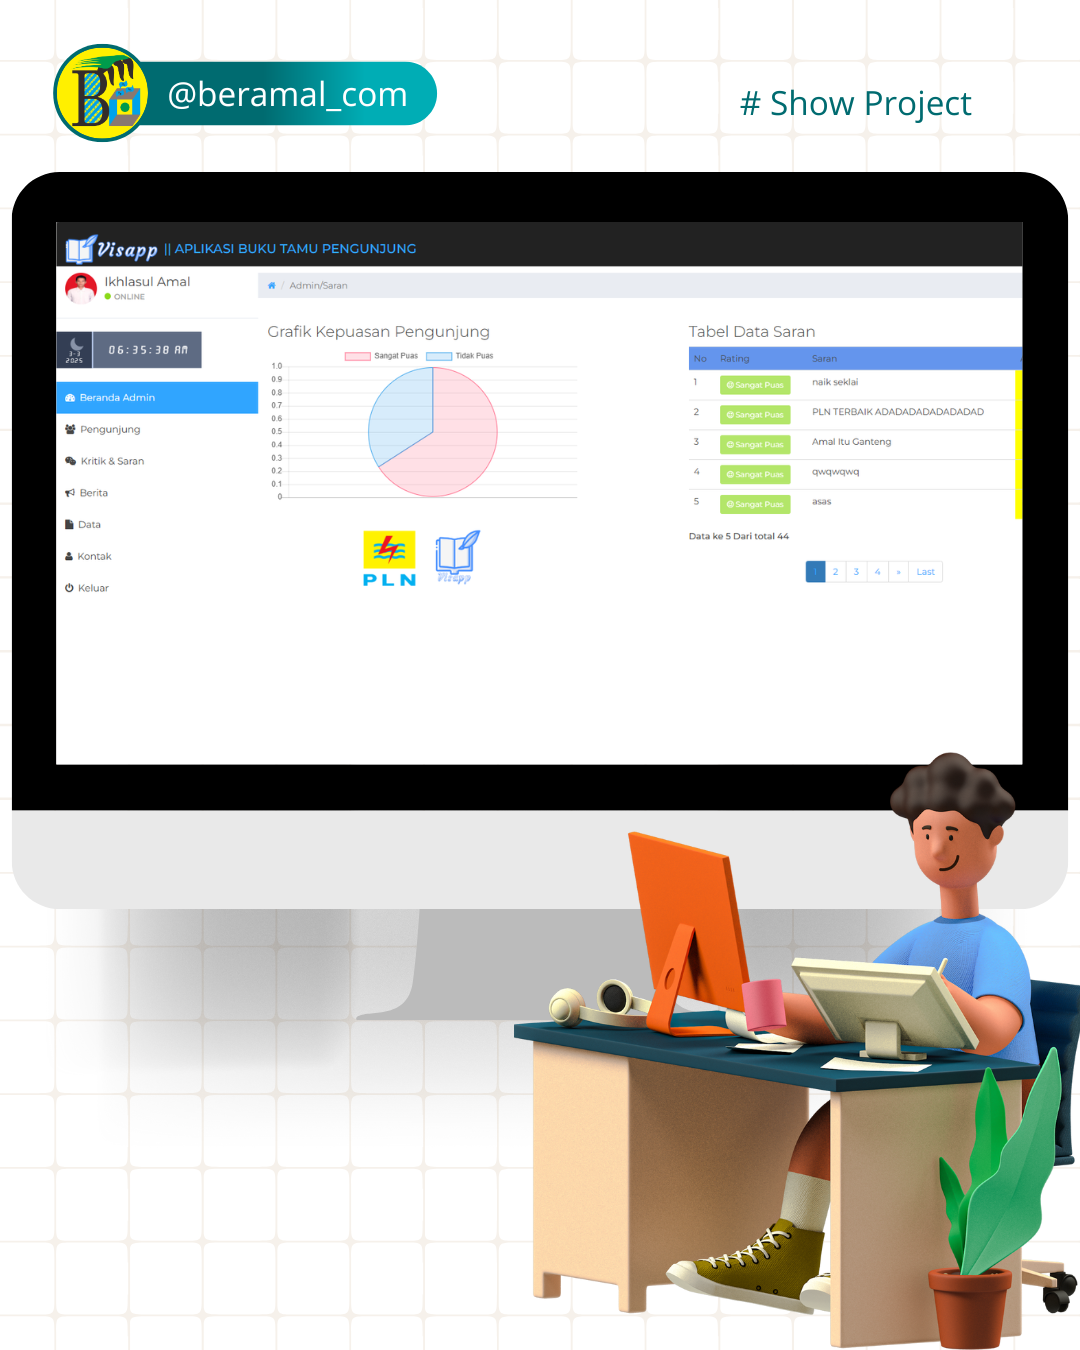 @beramal_com
# Show Project
Visapp || APLIKASI BUKU TAMU PENGUNJUNG
Ikhlasul Amal
ONLINE
3-3
2025
06:35:38 AM
Beranda Admin
Pengunjung
Kritik & Saran
Berita
Data
Kontak
Keluar
/ Admin/Saran
Grafik Kepuasan Pengunjung
Sangat Puas Tidak Puas
1.0
0.9
0.8
0.7
0.6
0.5
0.4
0.3
0.2
0.1
0
PLN
Visapp
Tabel Data Saran
No Rating Saran
1 Sangat Puas naik seklai
2 Sangat Puas PLN TERBAIK ADADADADADADADAD
3 Sangat Puas Amal Itu Ganteng
4 Sangat Puas qwqwqwq
5 Sangat Puas asas
Data ke 5 Dari total 44
1 2 3 4 » Last